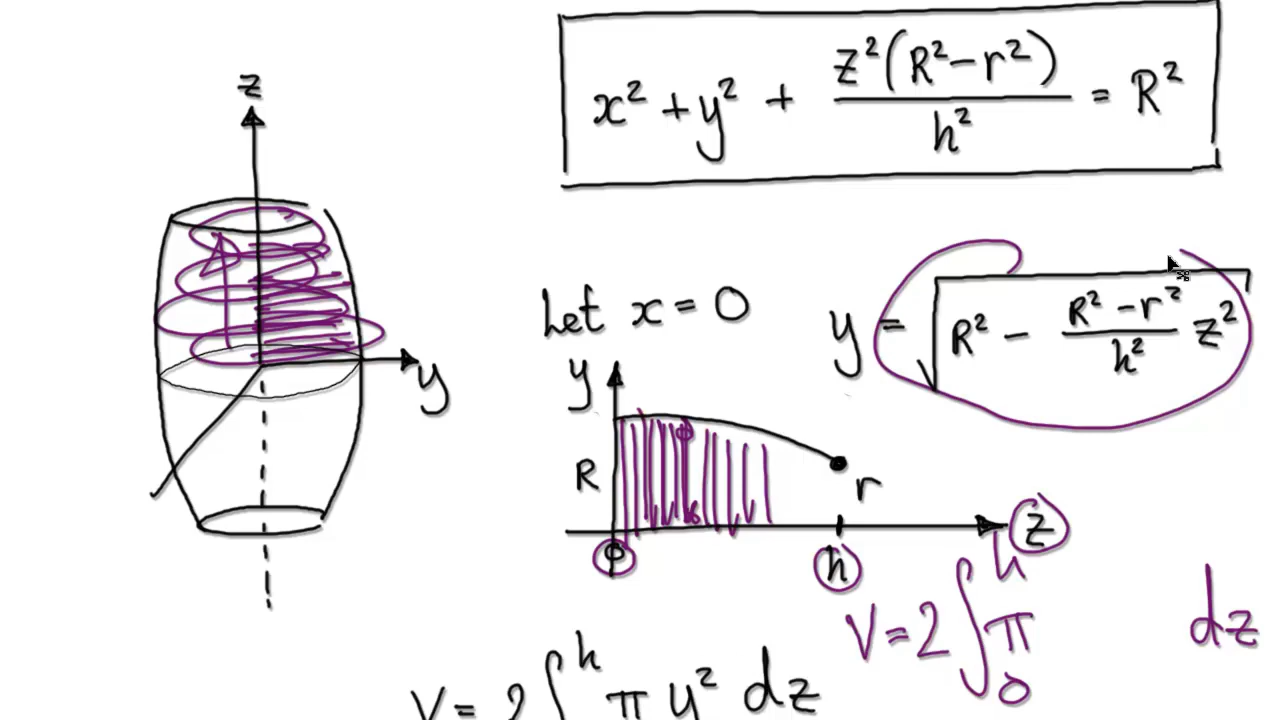 z
x² + y² + z²(R² − r²)/h² = R²
Let x = 0
y = √(R² − (R² − r²)/h² z²)
y
y
R
r
0
h
z
V = 2 ∫₀ʰ π dz
V = 2 ∫ʰ π y² dz